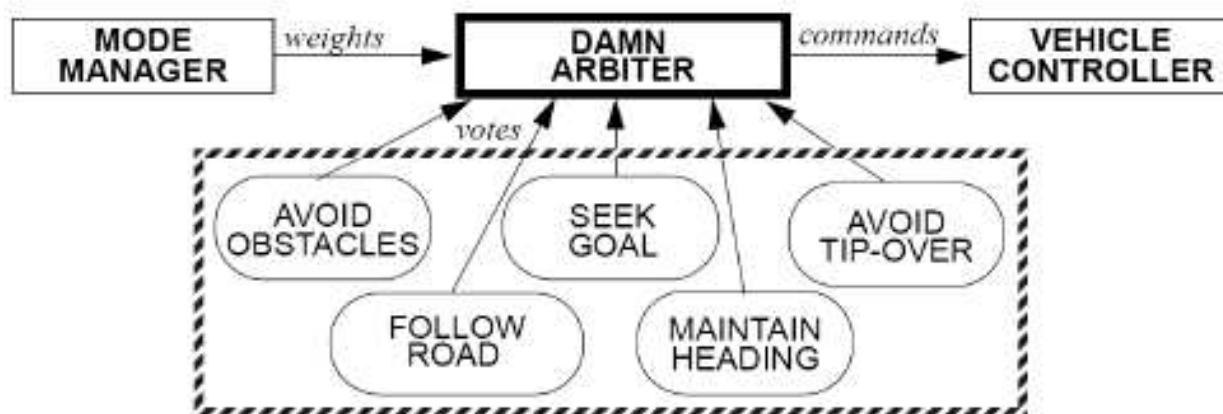 MODE
MANAGER
weights
DAMN
ARBITER
commands
VEHICLE
CONTROLLER
votes
AVOID
OBSTACLES
SEEK
GOAL
AVOID
TIP-OVER
FOLLOW
ROAD
MAINTAIN
HEADING